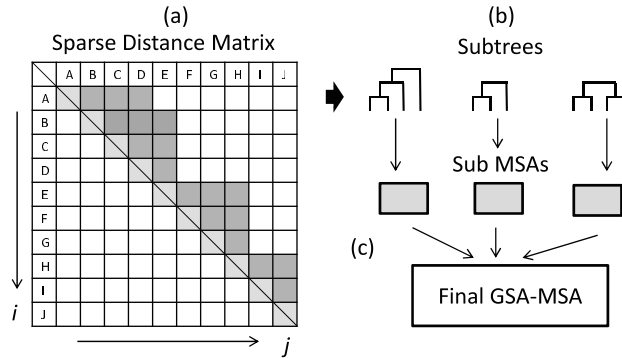 (a)
Sparse Distance Matrix
A B C D E F G H I J
A
B
C
D
E
F
G
H
I
J
i
j
(b)
Subtrees
Sub MSAs
(c)
Final GSA-MSA